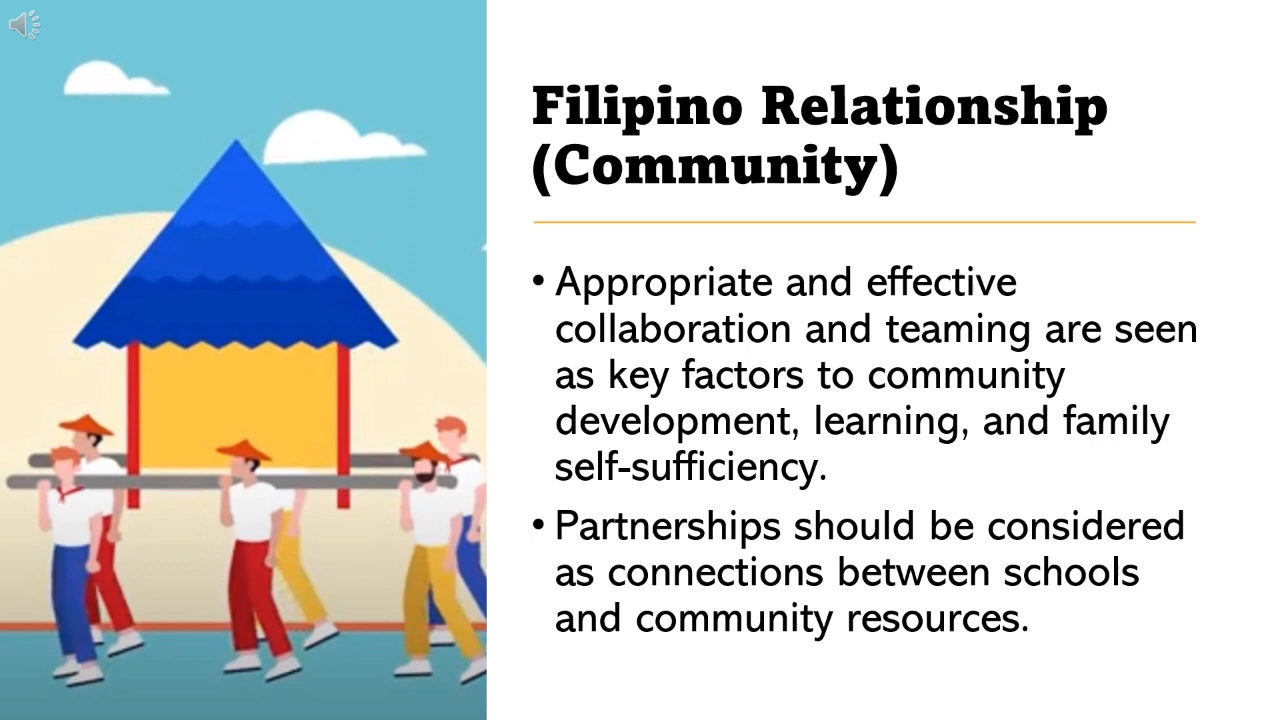 Filipino Relationship
(Community)
• Appropriate and effective
collaboration and teaming are seen
as key factors to community
development, learning, and family
self-sufficiency.
• Partnerships should be considered
as connections between schools
and community resources.